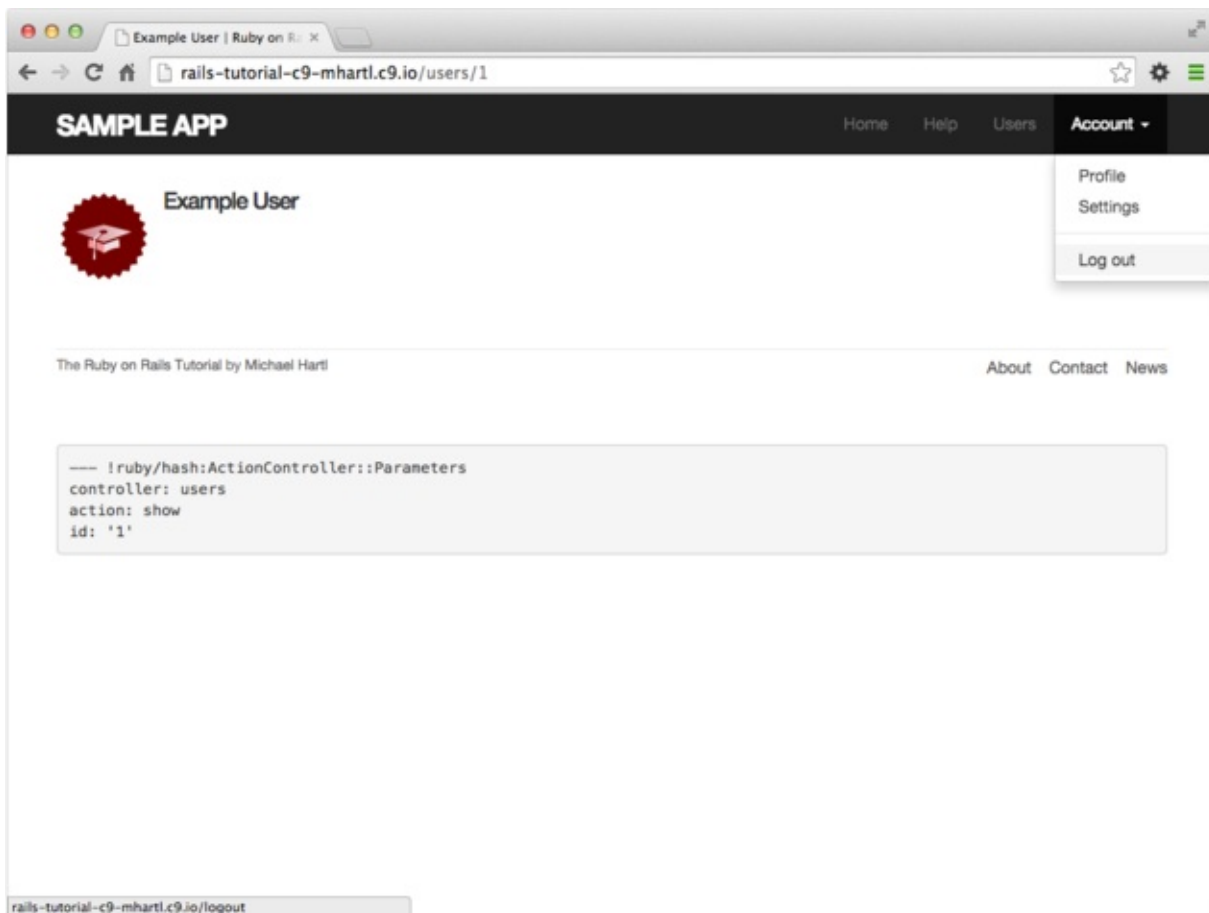 Example User | Ruby on R
rails-tutorial-c9-mhartl.c9.io/users/1
SAMPLE APP
Home Help Users Account
Profile
Settings
Log out
Example User
The Ruby on Rails Tutorial by Michael Hartl
About Contact News
--- !ruby/hash:ActionController::Parameters
controller: users
action: show
id: '1'
rails-tutorial-c9-mhartl.c9.io/logout